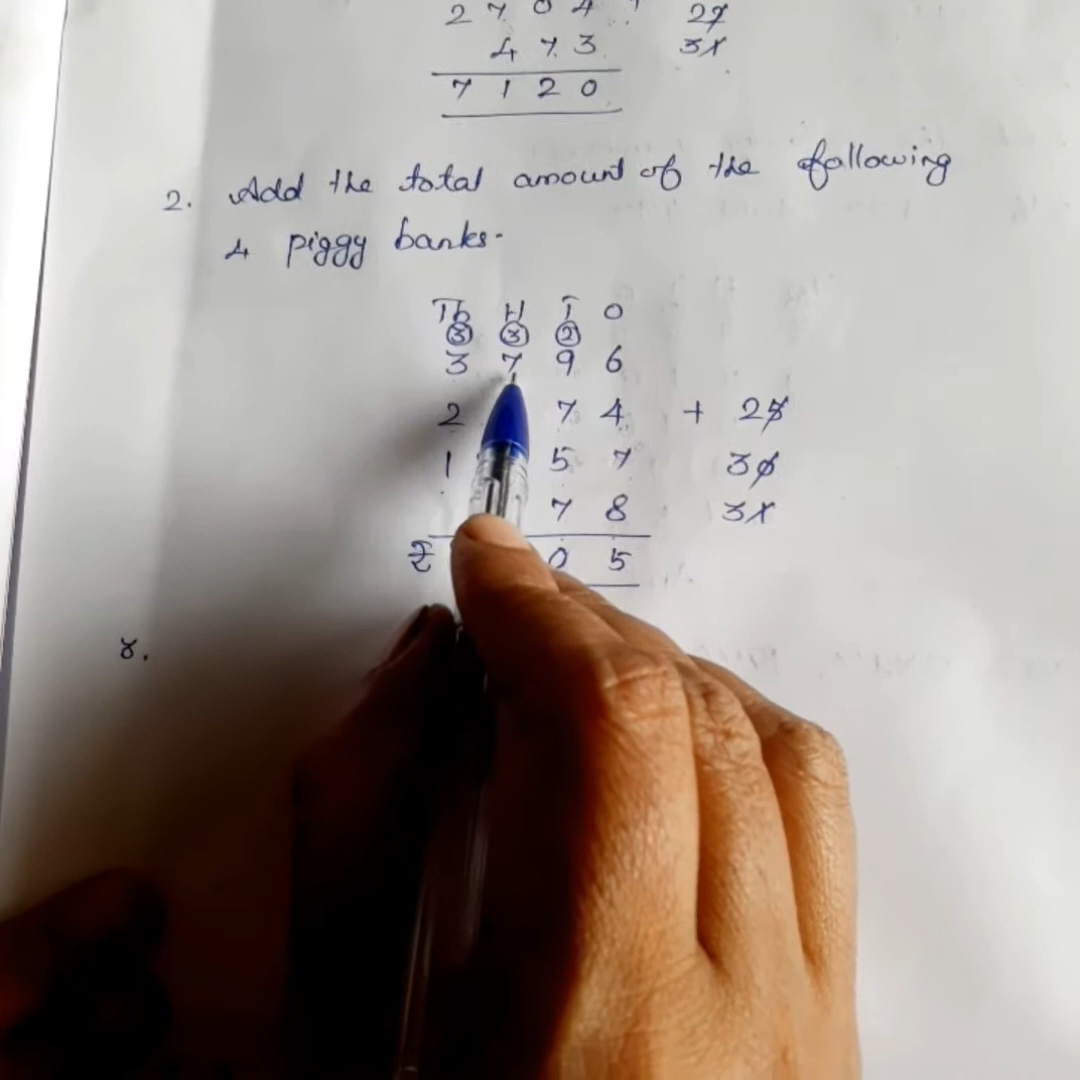 2 7 0 4 27
4 7 3 31
7 1 2 0
2. Add the total amount of the following
4 piggy banks.
Th H T O
3 3 2
3 7 9 6
2 7 4 + 25
1 5 7 30
7 8 31
₹ 0 5
8.